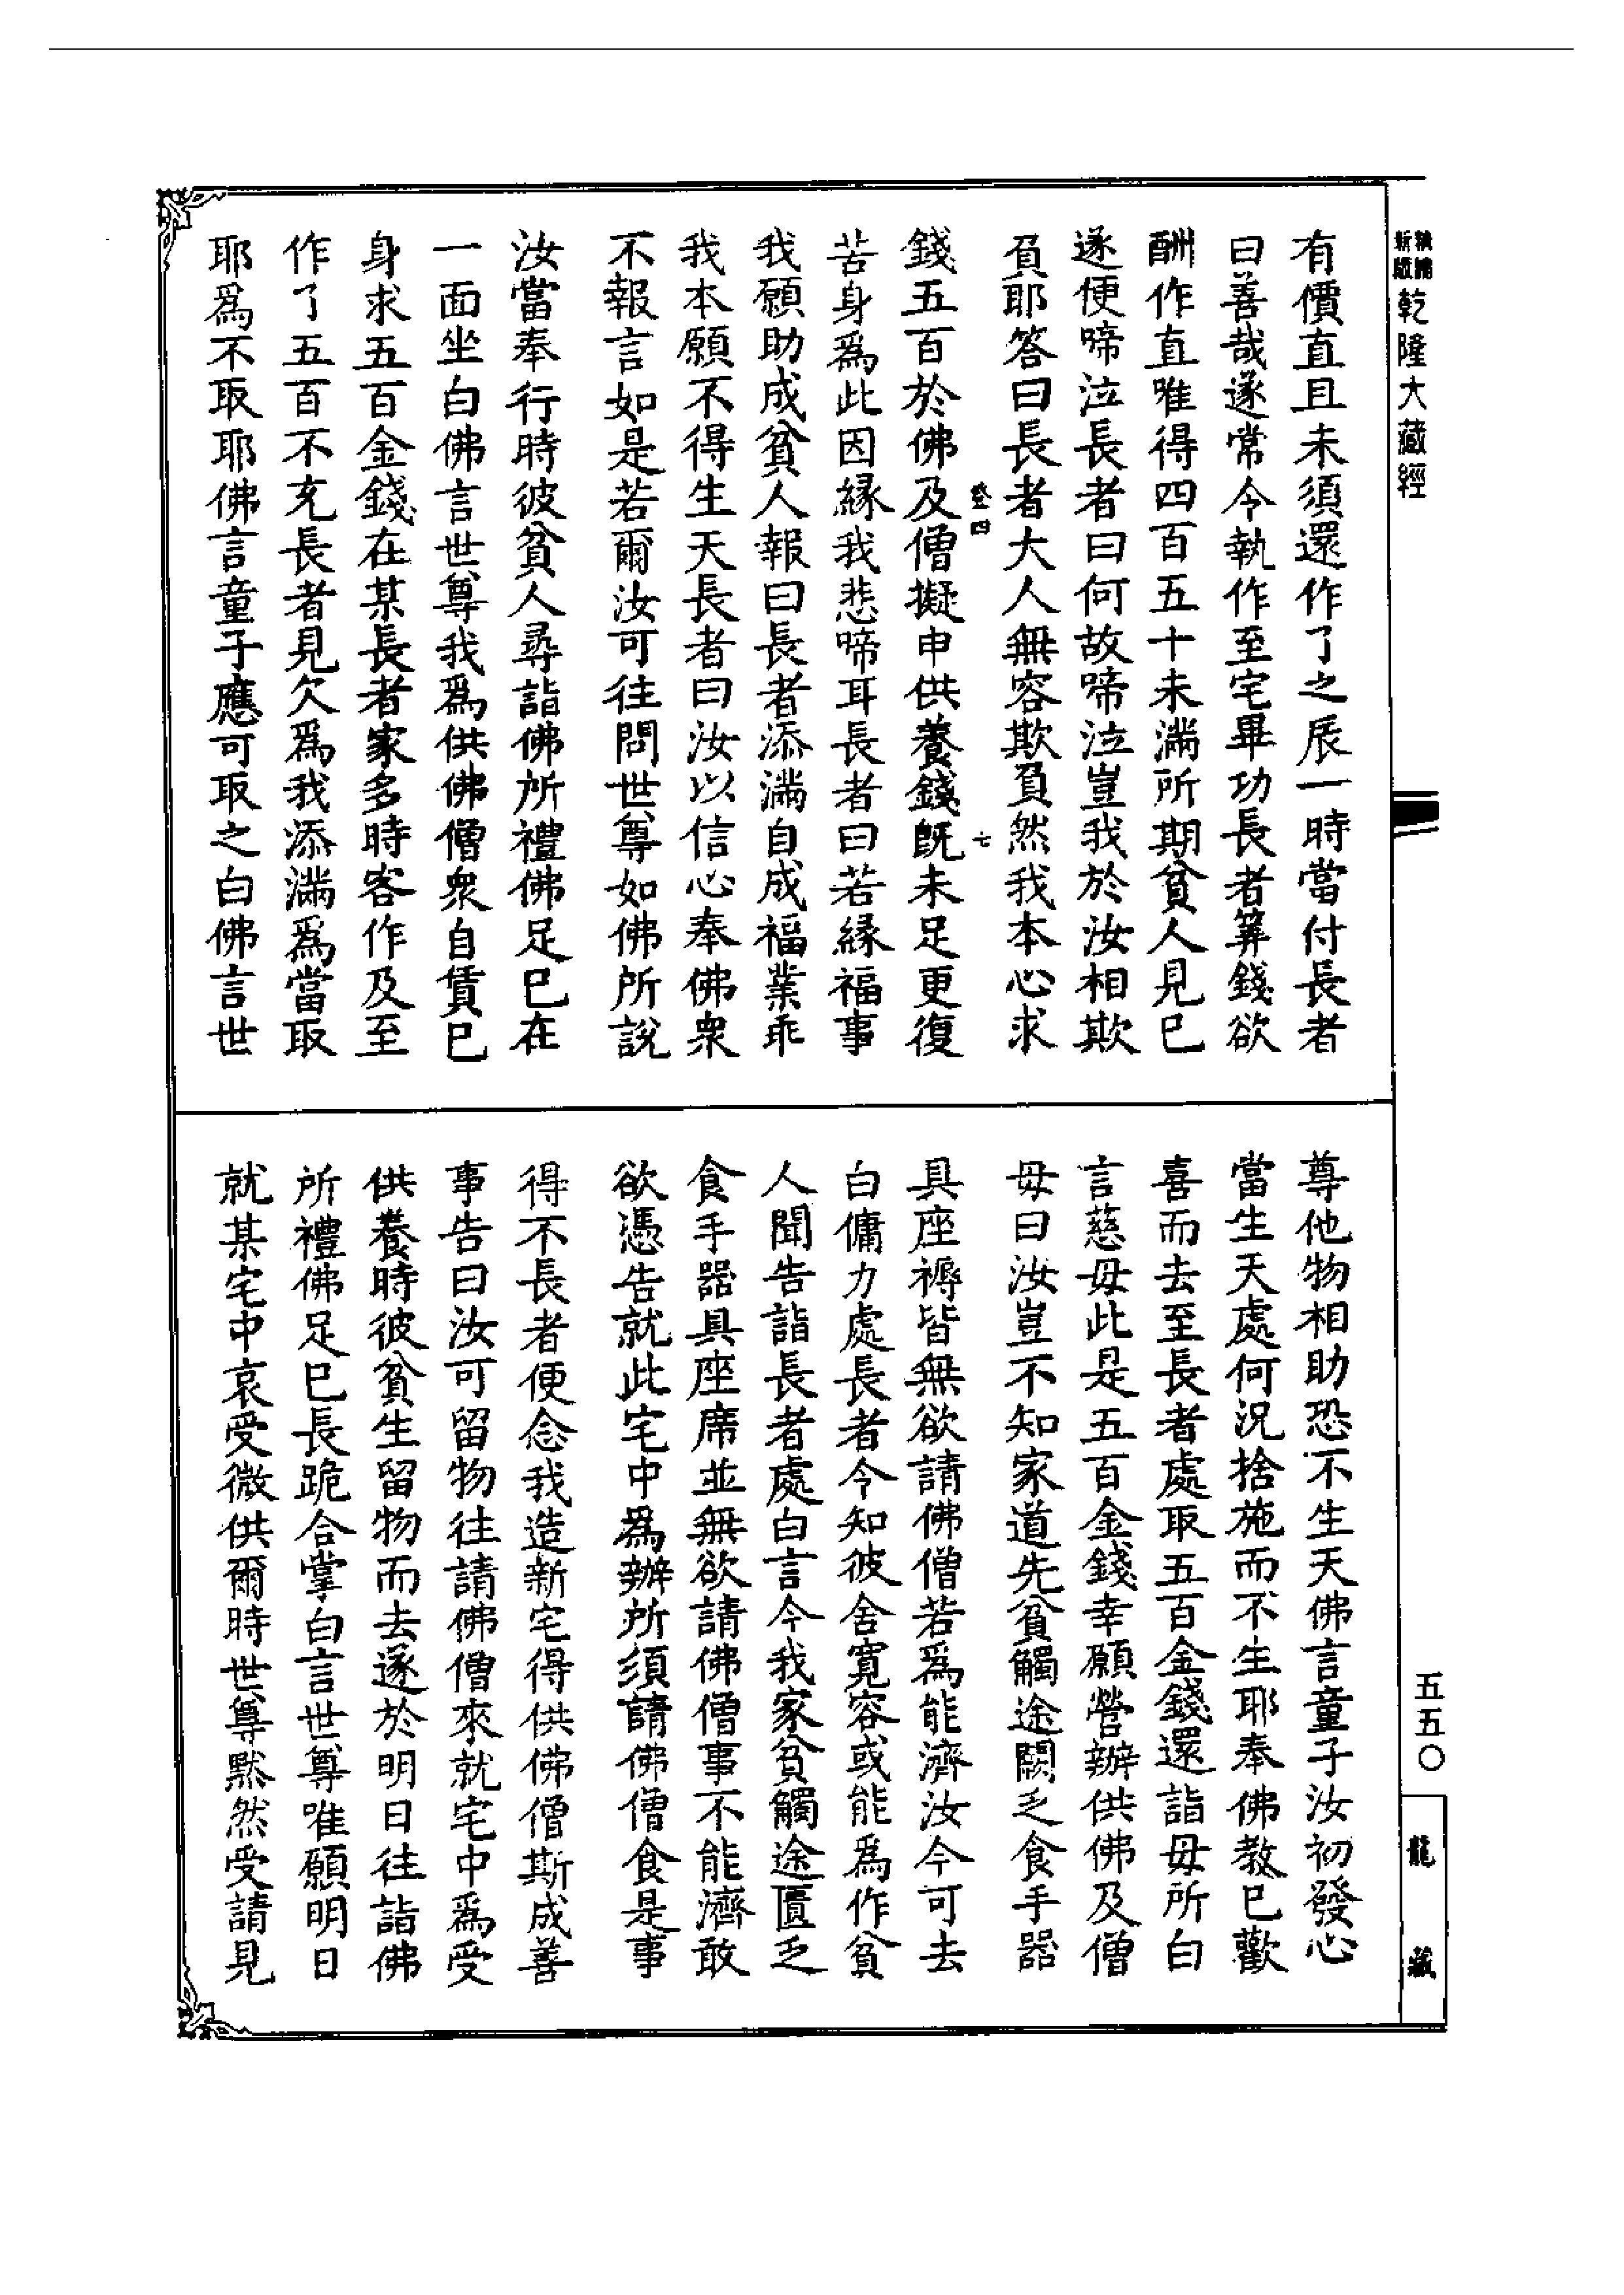 新版
精譜
乾隆大藏經
有價直且未須還作了之辰一時當付長者
曰善哉遂常令執作至宅畢功長者筭錢欲
酬作直唯得四百五十未滿所期貧人見巳
遂便啼泣長者曰何故啼泣豈我於汝相欺
負耶答曰長者大人無容欺負然我本心求
錢五百於佛及僧擬申供養錢旣未足更復
苦身爲此因緣我悲啼耳長者曰若緣福事
我願助成貧人報曰長者添滿自成福業乖
我本願不得生天長者曰汝以信心奉佛衆
不報言如是若爾汝可往問世尊如佛所說
汝當奉行時彼貧人尋詣佛所禮佛足巳在
一面坐白佛言世尊我爲供佛僧衆自賃巳
身求五百金錢在某長者家多時客作及至
作了五百不充長者見欠爲我添滿爲當取
耶爲不取耶佛言童子應可取之白佛言世
尊他物相助恐不生天佛言童子汝初發心
當生天處何況捨施而不生耶奉佛教巳歡
喜而去至長者處取五百金錢還詣母所白
言慈母此是五百金錢幸願營辦供佛及僧
母曰汝豈不知家道先貧觸途闕乏食手器
具座褥皆無欲請佛僧若爲能濟汝今可去
白傭力處長者令知彼舍寬容或能爲作貧
人聞告詣長者處白言今我家貧觸途匱乏
食手器具座席並無欲請佛僧事不能濟敢
欲憑告就此宅中爲辦所須請佛僧食是事
得不長者便念我造新宅得供佛僧斯成善
事告曰汝可留物往請佛僧來就宅中爲受
供養時彼貧生留物而去遂於明日往詣佛
所禮佛足巳長跪合掌白言世尊唯願明日
就某宅中哀受微供爾時世尊默然受請見
四
七
五五〇
龍藏